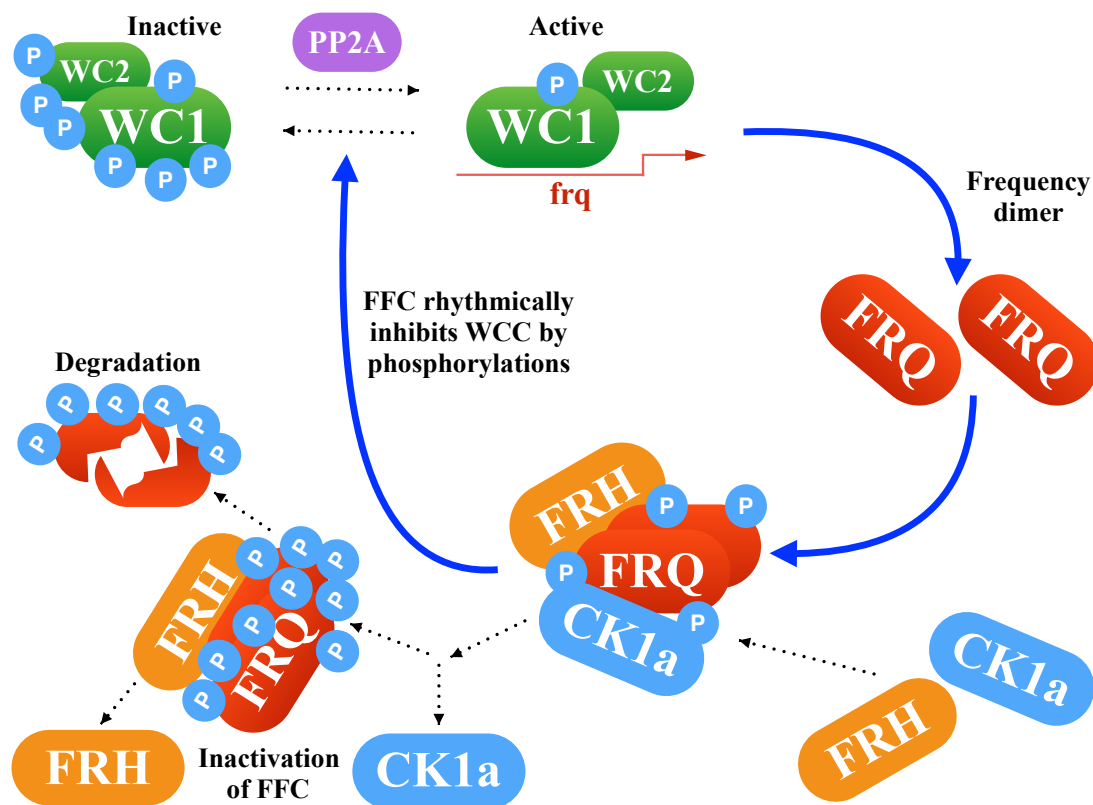 Inactive
PP2A
Active
P
WC2
P
WC1
P
P
P
P
P
P
WC2
WC1
frq
Frequency
dimer
FRQ
FRQ
FFC rhythmically
inhibits WCC by
phosphorylations
Degradation
P
P
P
P
P
P
FRH
P
P
FRQ
P
CK1a
P
FRH
P
P
P
P
P
P
P
P
P
P
FRQ
CK1a
FRH
FRH
Inactivation
of FFC
CK1a